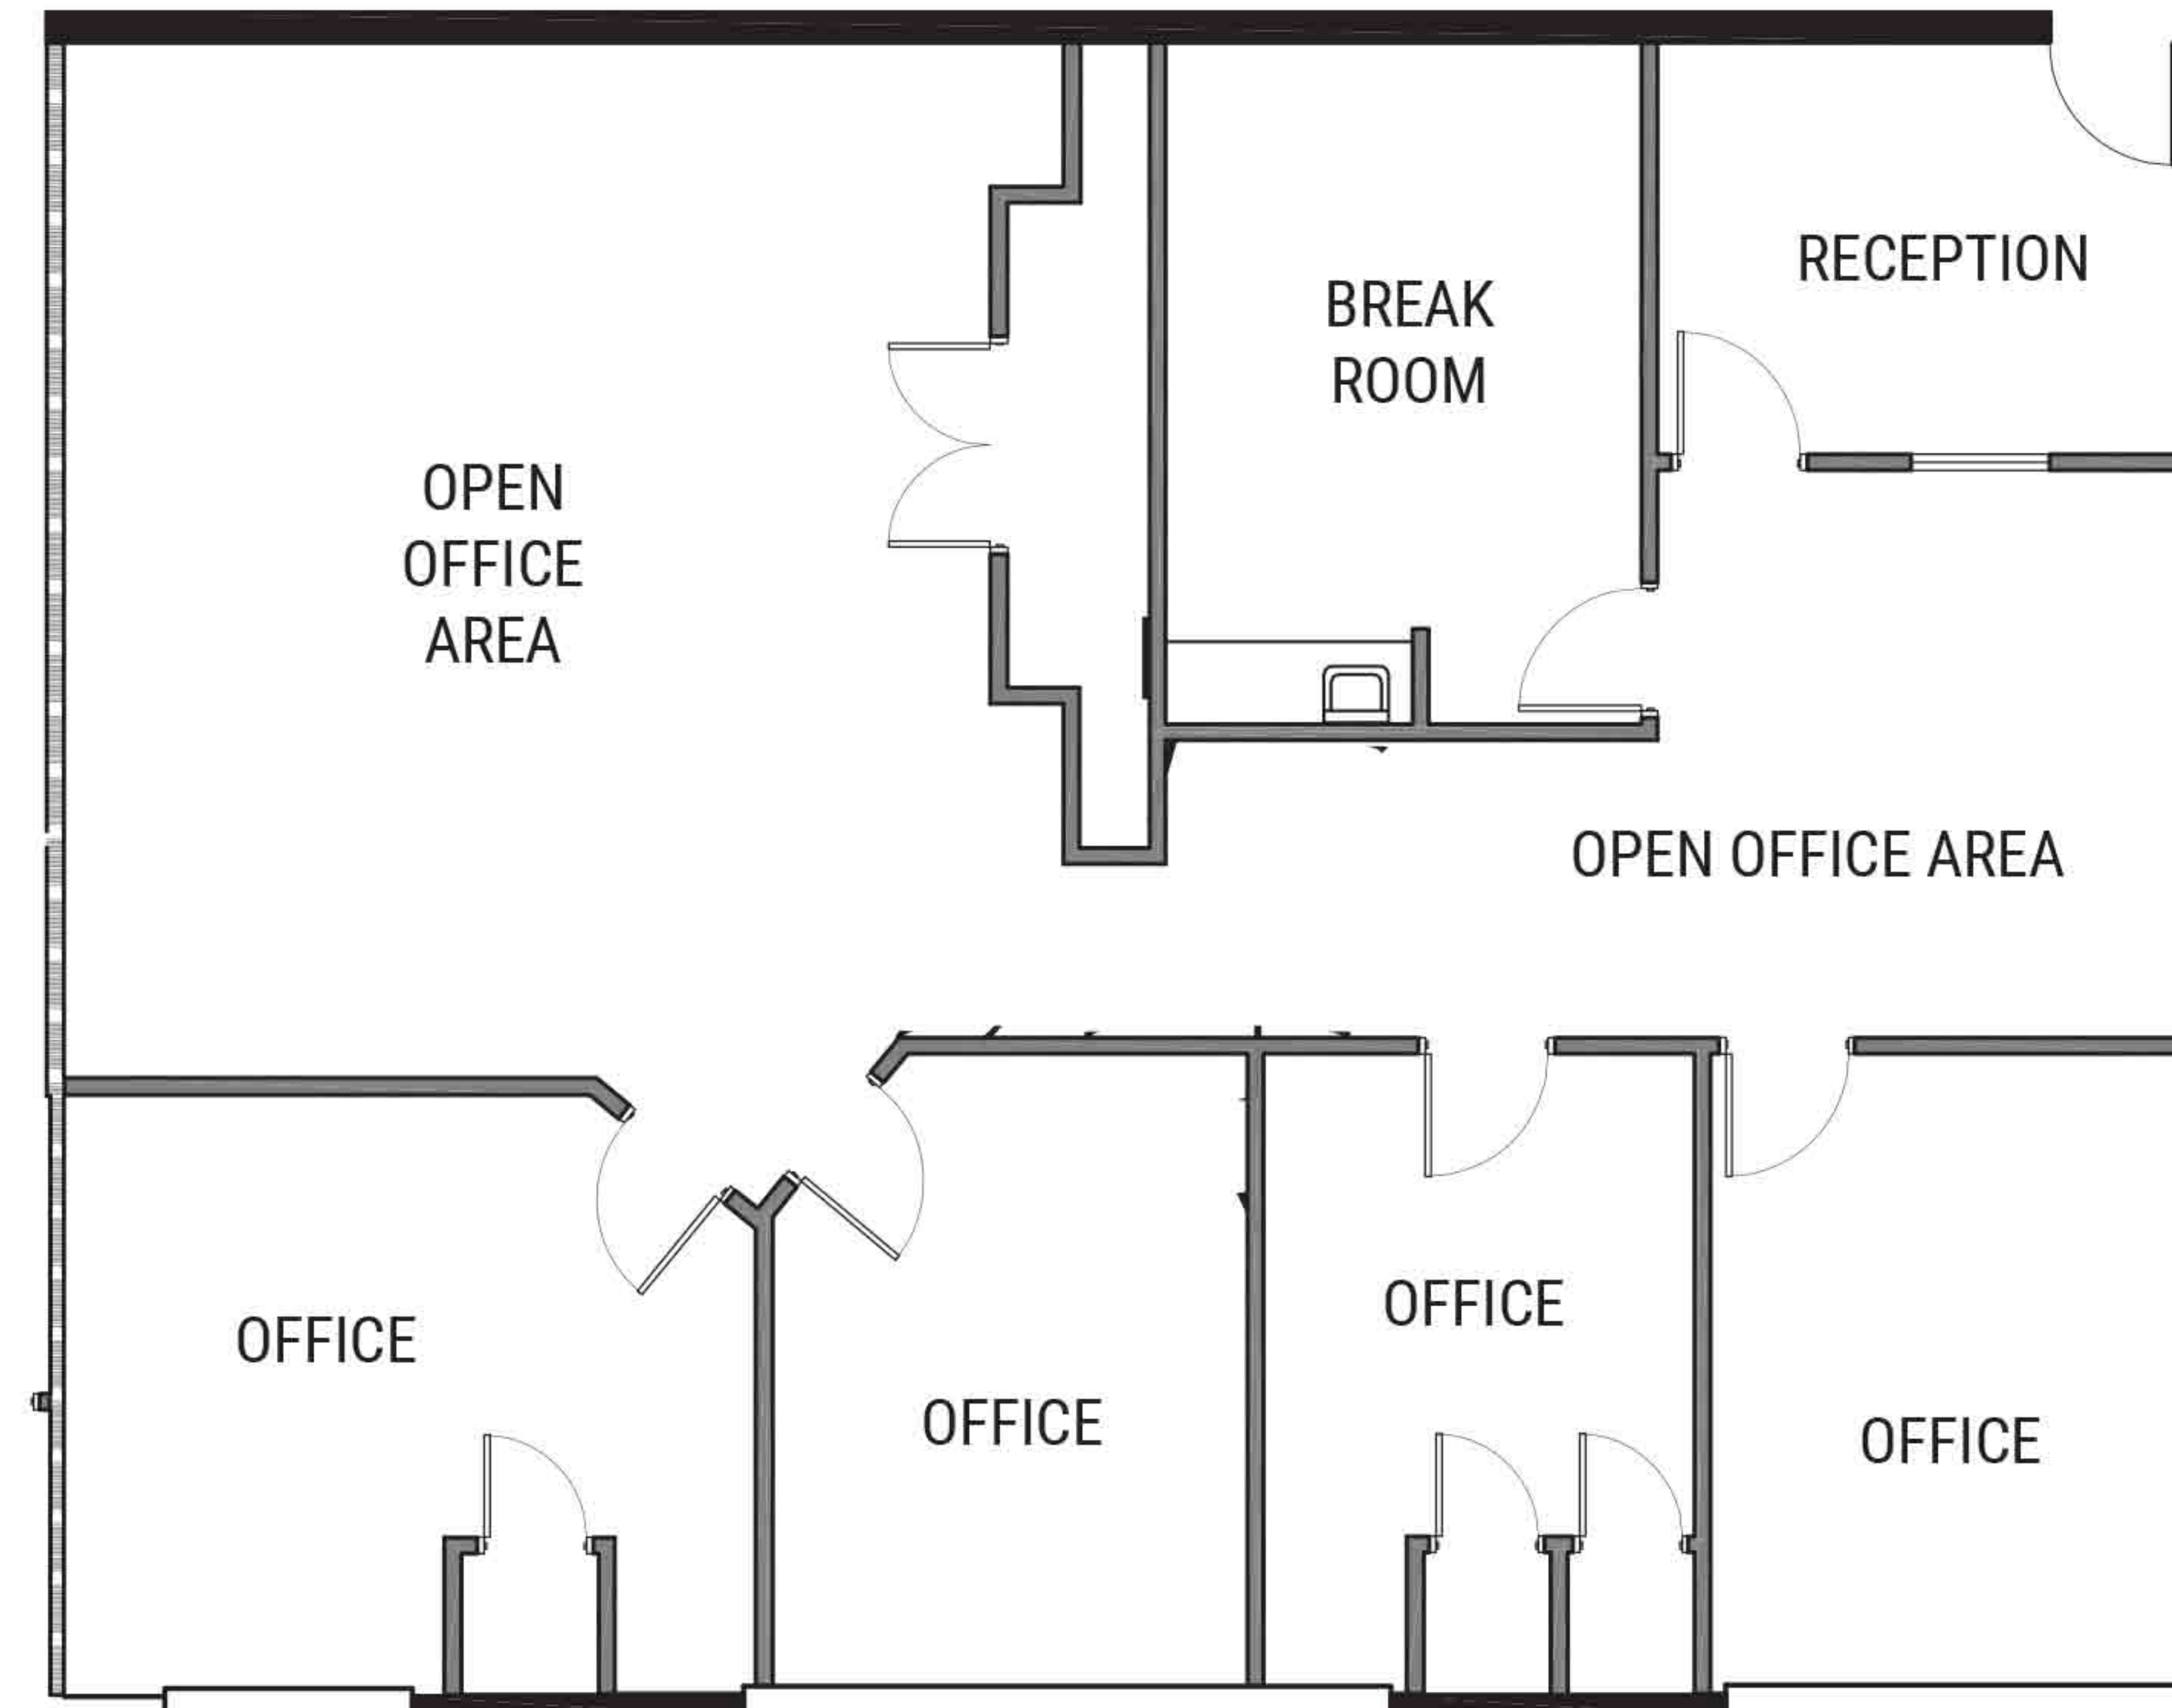 OPEN
OFFICE
AREA
BREAK
ROOM
RECEPTION
OPEN OFFICE AREA
OFFICE
OFFICE
OFFICE
OFFICE